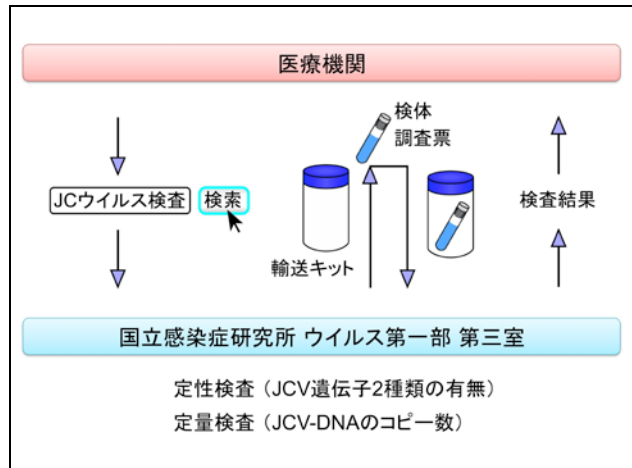 医療機関
検体
調査票
JCウイルス検査 検索
輸送キット
検査結果
国立感染症研究所 ウイルス第一部 第三室
定性検査（JCV遺伝子2種類の有無）
定量検査（JCV-DNAのコピー数）